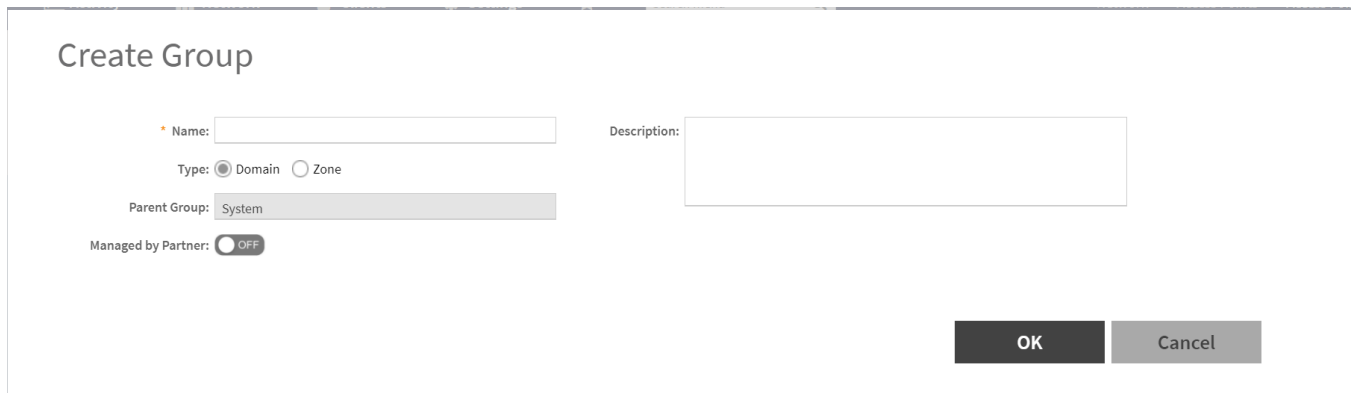 Create Group
* Name:
Description:
Type: Domain Zone
Parent Group: System
Managed by Partner: OFF
OK Cancel